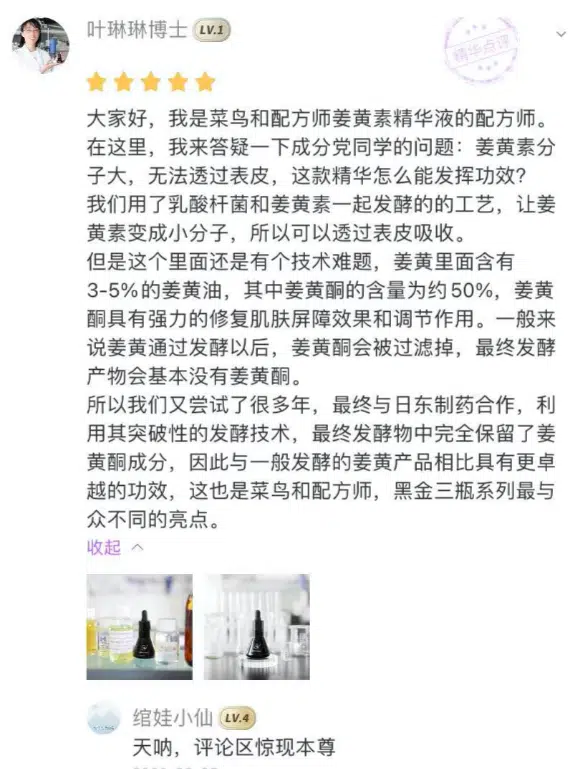 叶琳琳博士 LV.1
精华点评
大家好，我是菜鸟和配方师姜黄素精华液的配方师。
在这里，我来答疑一下成分党同学的问题：姜黄素分
子大，无法透过表皮，这款精华怎么能发挥功效？
我们用了乳酸杆菌和姜黄素一起发酵的的工艺，让姜
黄素变成小分子，所以可以透过表皮吸收。
但是这个里面还是有个技术难题，姜黄里面含有
3-5%的姜黄油，其中姜黄酮的含量为约50%，姜黄
酮具有强力的修复肌肤屏障效果和调节作用。一般来
说姜黄通过发酵以后，姜黄酮会被过滤掉，最终发酵
产物会基本没有姜黄酮。
所以我们又尝试了很多年，最终与日东制药合作，利
用其突破性的发酵技术，最终发酵物中完全保留了姜
黄酮成分，因此与一般发酵的姜黄产品相比具有更卓
越的功效，这也是菜鸟和配方师，黑金三瓶系列最与
众不同的亮点。
收起
绾娃小仙 LV.4
天呐，评论区惊现本尊